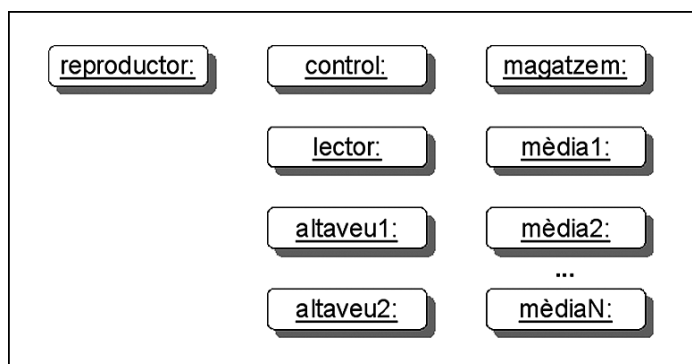 reproductor:
control:
magatzem:
lector:
mèdia1:
altaveu1:
mèdia2:
...
altaveu2:
mèdiaN: